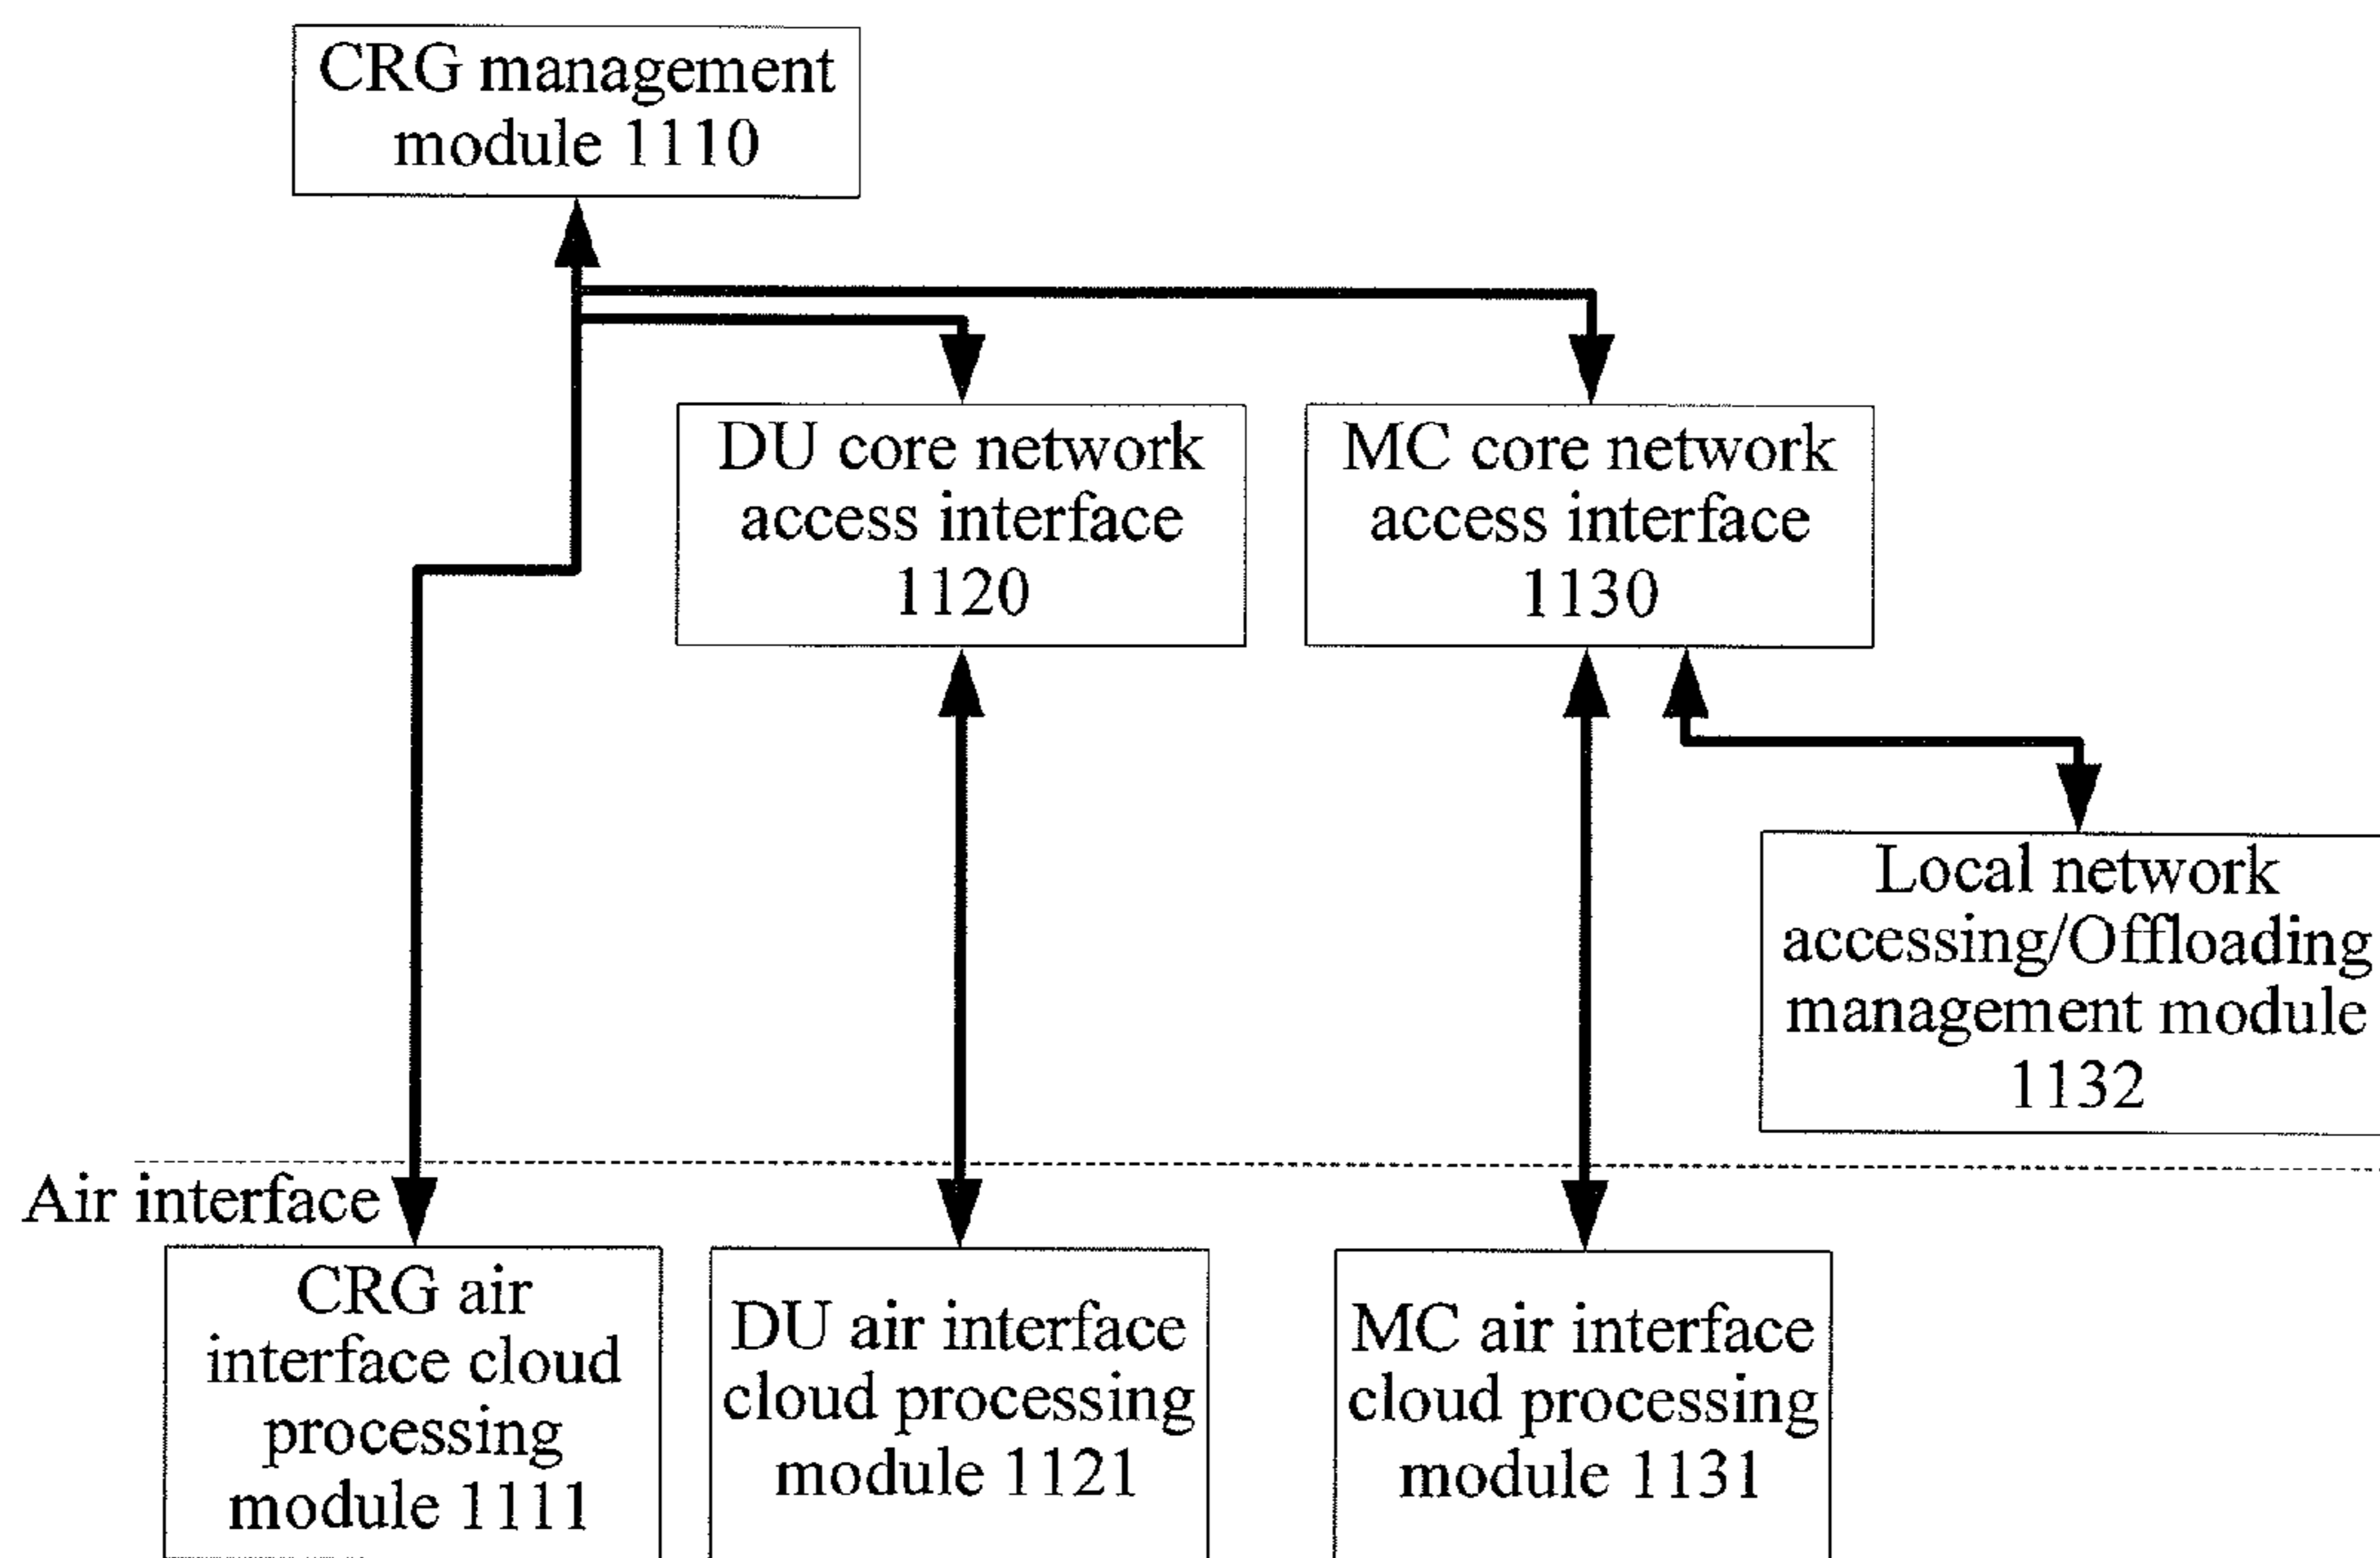 CRG management
module 1110
DU core network
access interface
1120
MC core network
access interface
1130
Local network
accessing/Offloading
management module
1132
Air interface
CRG air
interface cloud
processing
module 1111
DU air interface
cloud processing
module 1121
MC air interface
cloud processing
module 1131